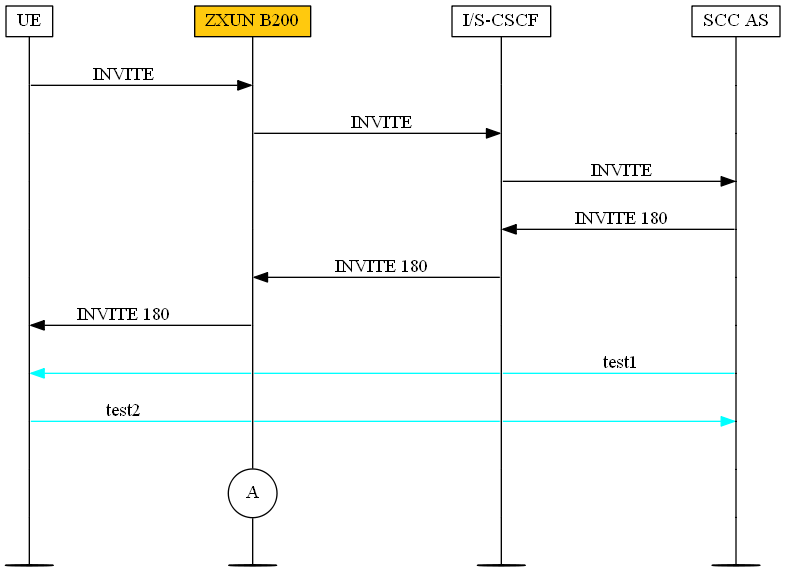 UE
ZXUN B200
I/S-CSCF
SCC AS
INVITE
INVITE
INVITE
INVITE 180
INVITE 180
INVITE 180
test1
test2
A